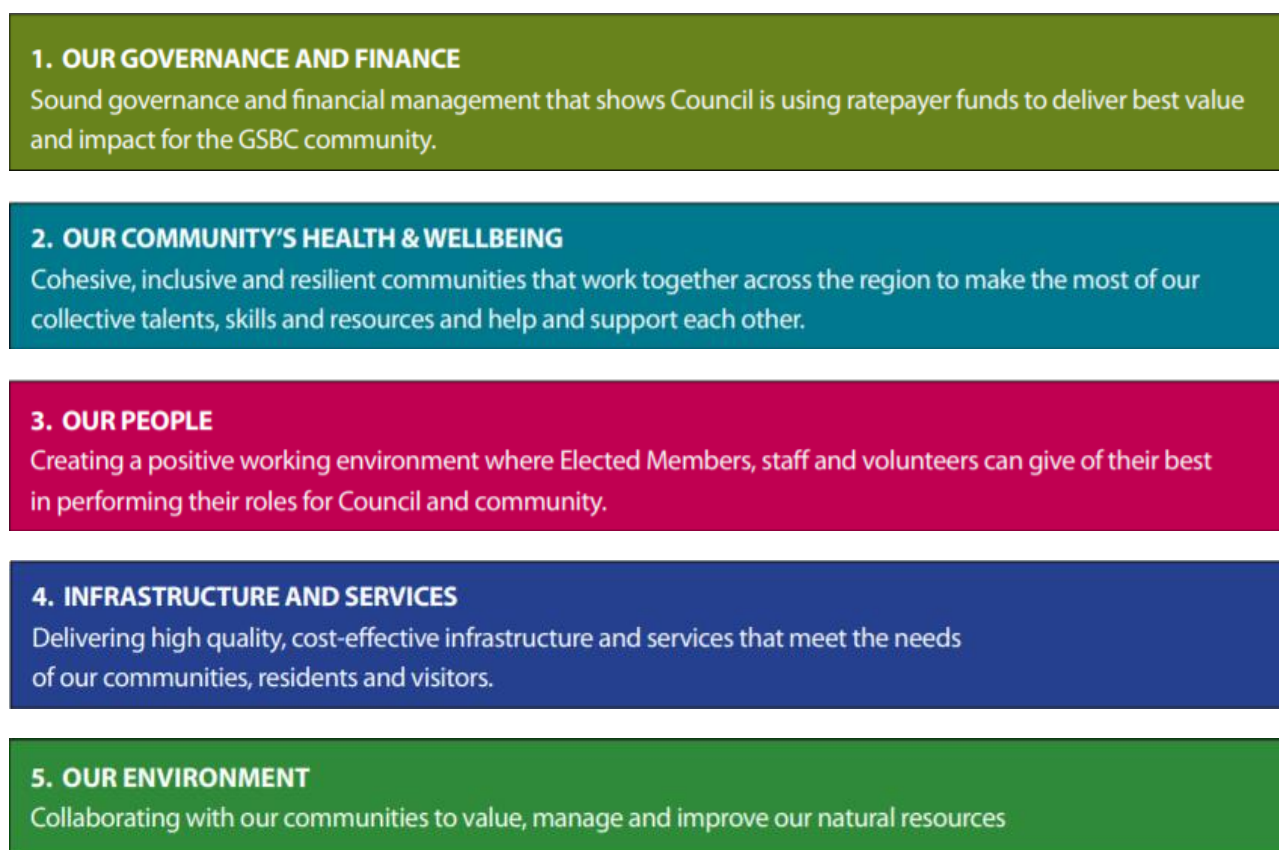 1. OUR GOVERNANCE AND FINANCE
Sound governance and financial management that shows Council is using ratepayer funds to deliver best value
and impact for the GSBC community.
2. OUR COMMUNITY'S HEALTH & WELLBEING
Cohesive, inclusive and resilient communities that work together across the region to make the most of our
collective talents, skills and resources and help and support each other.
3. OUR PEOPLE
Creating a positive working environment where Elected Members, staff and volunteers can give of their best
in performing their roles for Council and community.
4. INFRASTRUCTURE AND SERVICES
Delivering high quality, cost-effective infrastructure and services that meet the needs
of our communities, residents and visitors.
5. OUR ENVIRONMENT
Collaborating with our communities to value, manage and improve our natural resources